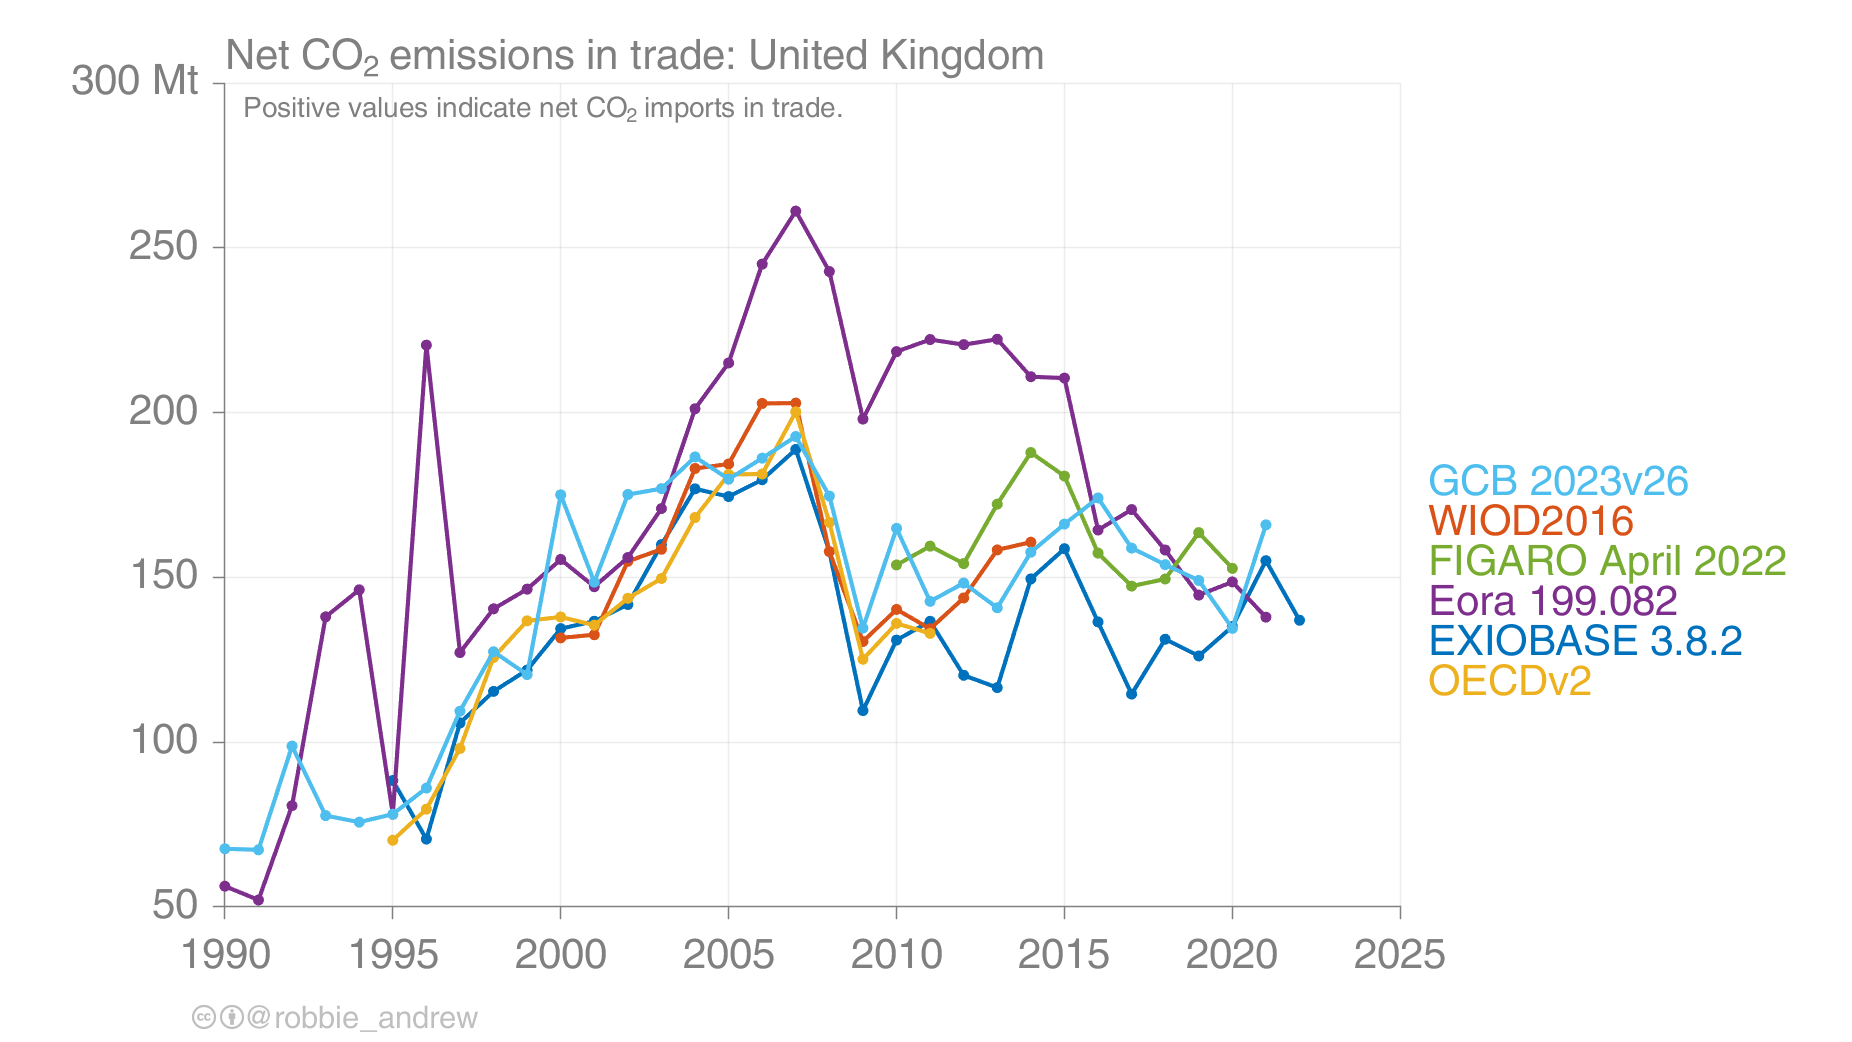 Net CO₂ emissions in trade: United Kingdom
300 Mt
Positive values indicate net CO₂ imports in trade.
250
200
150
100
50
GCB 2023v26
WIOD2016
FIGARO April 2022
Eora 199.082
EXIOBASE 3.8.2
OECDv2
1990 1995 2000 2005 2010 2015 2020 2025
@robbie_andrew